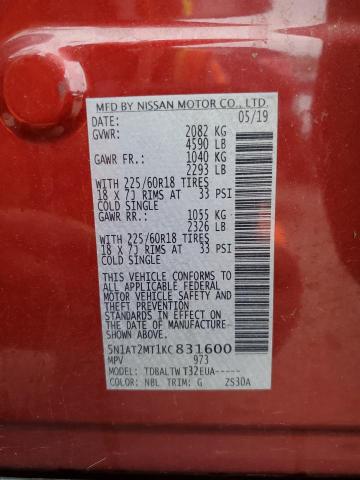 MFD BY NISSAN MOTOR CO., LTD.
DATE: 05/19
GVWR: 2082 KG
4590 LB
GAWR FR.: 1040 KG
2293 LB
WITH 225/60R18 TIRES
18 X 7J RIMS AT 33 PSI
COLD SINGLE
GAWR RR.: 1055 KG
2326 LB
WITH 225/60R18 TIRES
18 X 7J RIMS AT 33 PSI
COLD SINGLE
THIS VEHICLE CONFORMS TO
ALL APPLICABLE FEDERAL
MOTOR VEHICLE SAFETY,
BUMPER, AND THEFT
PREVENTION STANDARDS IN
EFFECT ON THE DATE OF
MANUFACTURE SHOWN ABOVE.
5N1AT2MT1KC831600
MPV 973
MODEL: TDBALTWT32EUA-----
COLOR: NBL TRIM: G ZS3DA